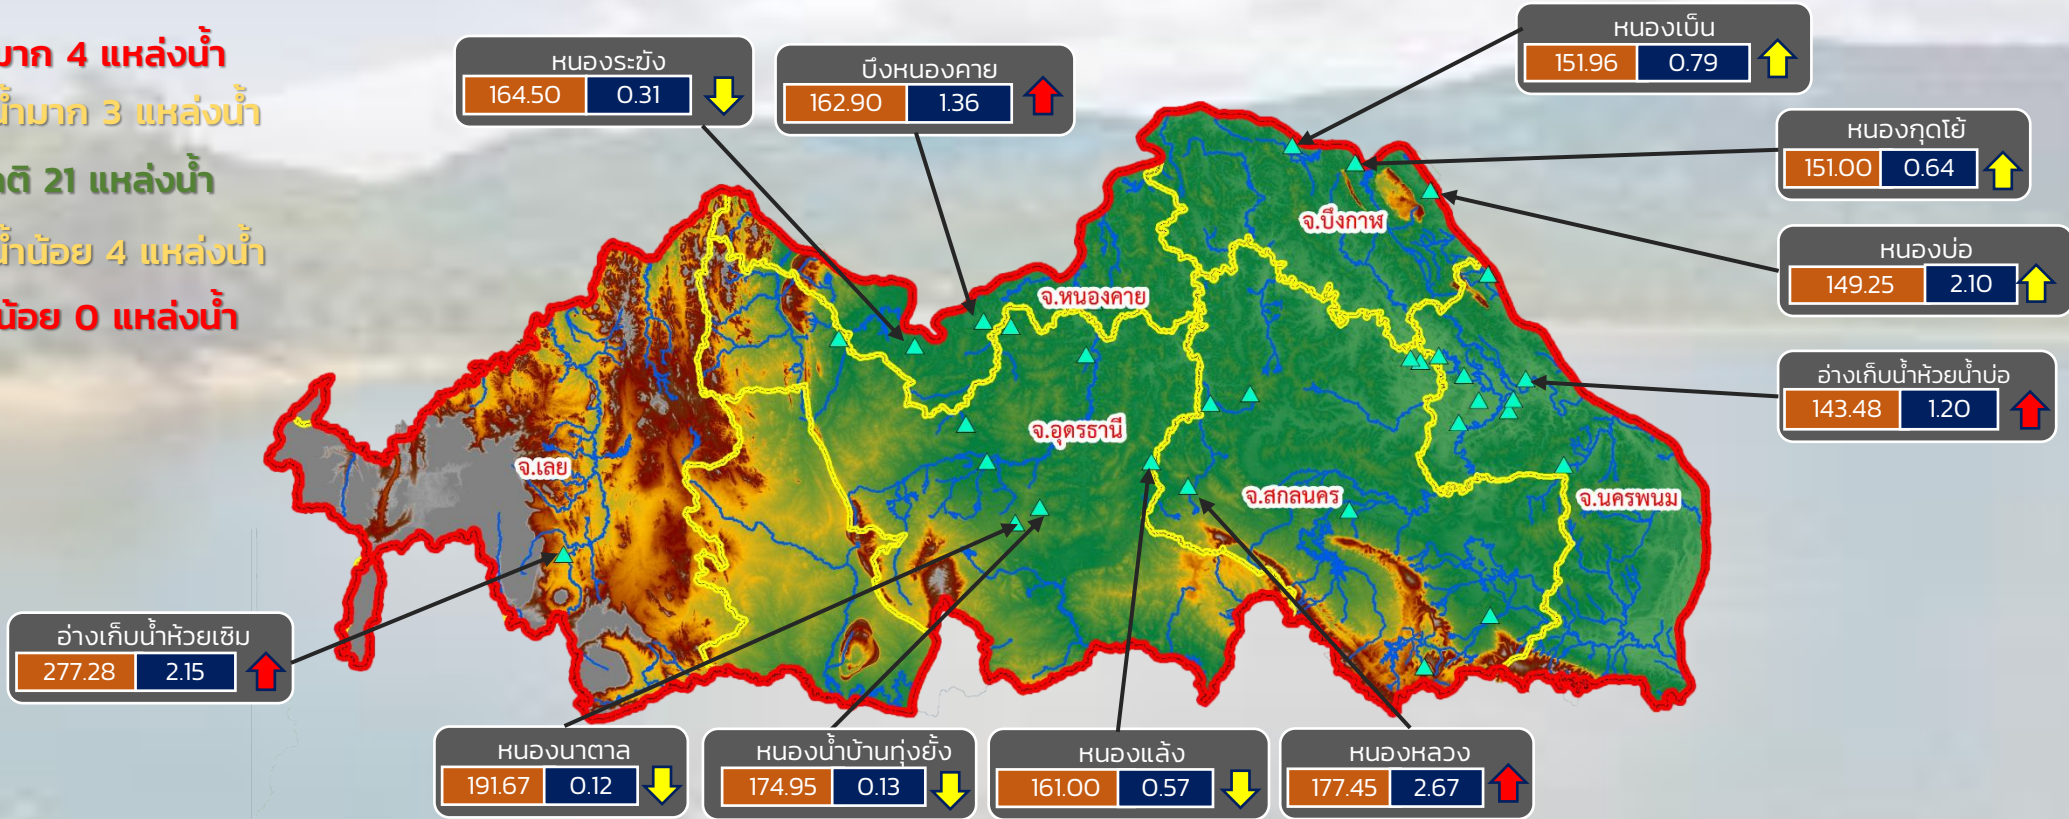 มาก 4 แหล่งน้ำ
น้ำมาก 3 แหล่งน้ำ
21 แหล่งน้ำ
น้ำน้อย 4 แหล่งน้ำ
น้อย 0 แหล่งน้ำ
หนองระฆัง
164.50 0.31
บึงหนองคาย
162.90 1.36
หนองเบ็น
151.96 0.79
หนองกุดโย้
151.00 0.64
หนองบ่อ
149.25 2.10
อ่างเก็บน้ำห้วยน้ำบ่อ
143.48 1.20
จ.บึงกาฬ
จ.หนองคาย
จ.อุดรธานี
จ.เลย
จ.สกลนคร
จ.นครพนม
อ่างเก็บน้ำห้วยเซิม
277.28 2.15
หนองนาตาล
191.67 0.12
หนองน้ำบ้านทุ่งยั้ง
174.95 0.13
หนองแล้ง
161.00 0.57
หนองหลวง
177.45 2.67